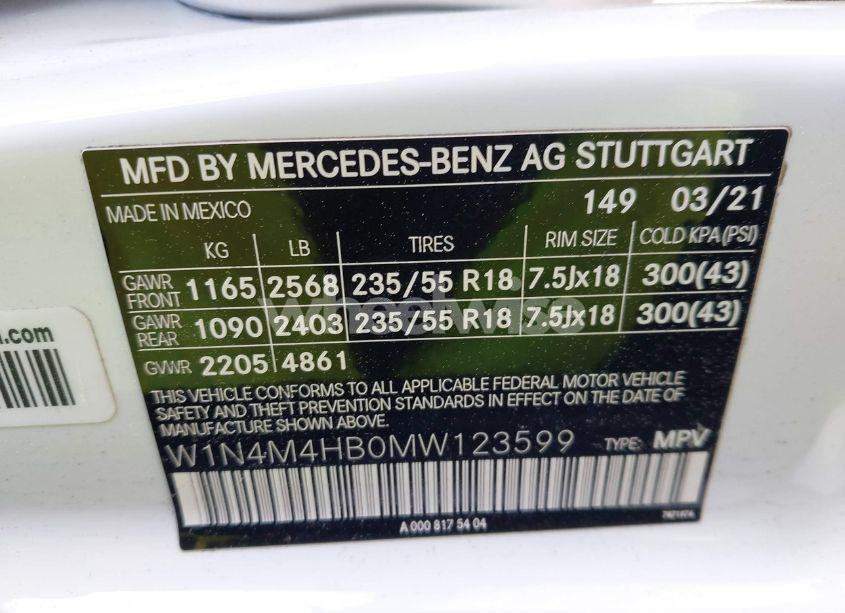 MFD BY MERCEDES-BENZ AG STUTTGART
MADE IN MEXICO 149 03/21
KG LB TIRES RIM SIZE COLD KPA(PSI)
GAWR FRONT 1165 2568 235/55 R18 7.5Jx18 300(43)
GAWR REAR 1090 2403 235/55 R18 7.5Jx18 300(43)
GVWR 2205 4861
THIS VEHICLE CONFORMS TO ALL APPLICABLE FEDERAL MOTOR VEHICLE
SAFETY AND THEFT PREVENTION STANDARDS IN EFFECT ON THE DATE OF
MANUFACTURE SHOWN ABOVE.
W1N4M4HB0MW123599 TYPE: MPV
A 000 817 54 04
.com